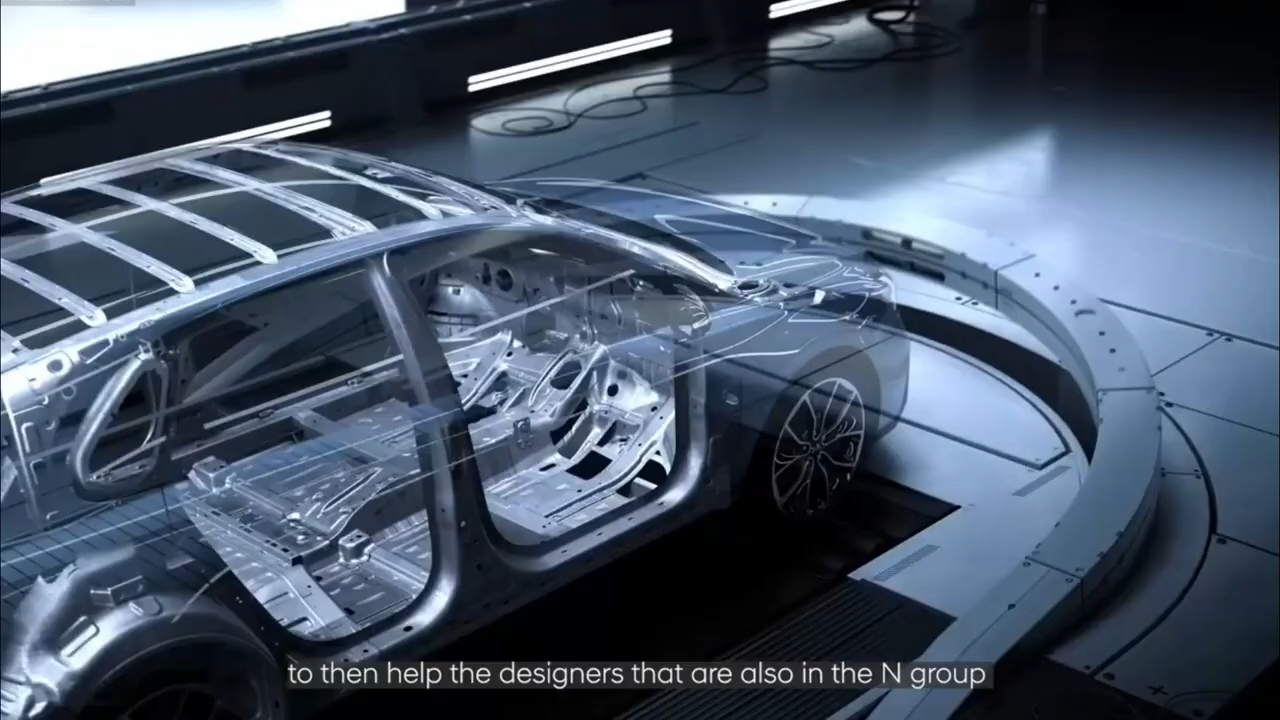 to then help the designers that are also in the N group